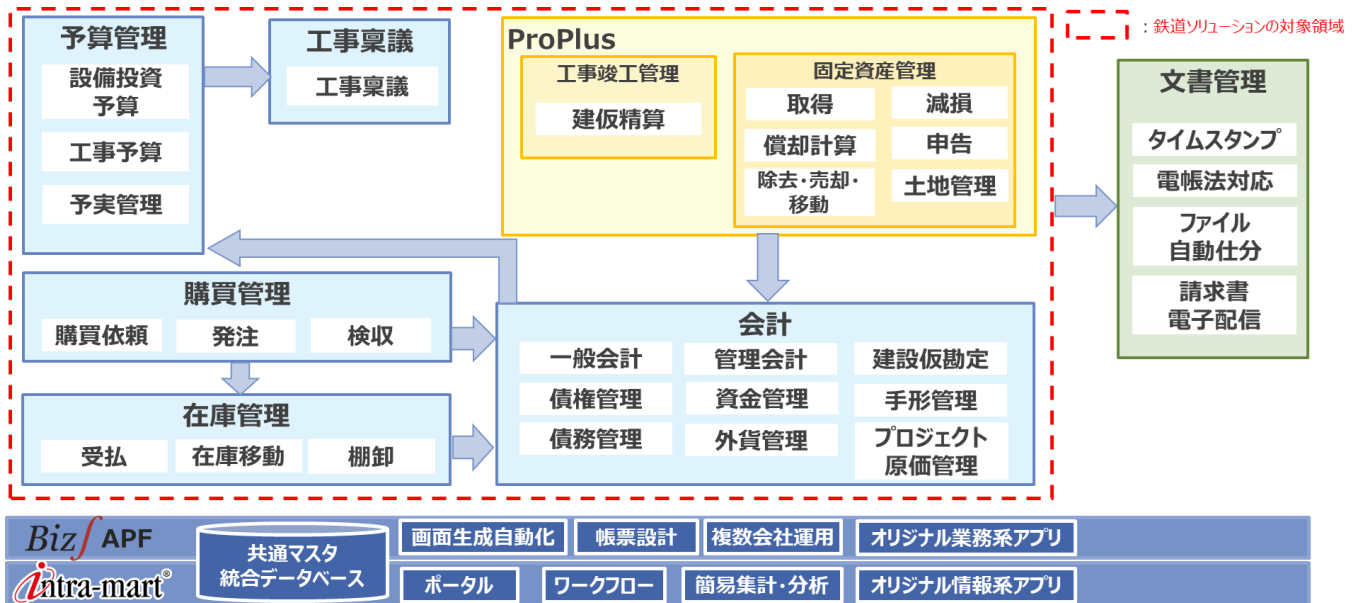 ：鉄道ソリューションの対象領域
予算管理
設備投資
予算
工事予算
予実管理
工事稟議
工事稟議
ProPlus
工事竣工管理
建仮精算
固定資産管理
取得
減損
償却計算
申告
除去・売却・
移動
土地管理
文書管理
タイムスタンプ
電帳法対応
ファイル
自動仕分
請求書
電子配信
購買管理
購買依頼
発注
検収
在庫管理
受払
在庫移動
棚卸
会計
一般会計
管理会計
建設仮勘定
債権管理
資金管理
手形管理
債務管理
外貨管理
プロジェクト
原価管理
Biz∫ APF
共通マスタ
統合データベース
画面生成自動化
帳票設計
複数会社運用
オリジナル業務系アプリ
intra-mart®
ポータル
ワークフロー
簡易集計・分析
オリジナル情報系アプリ